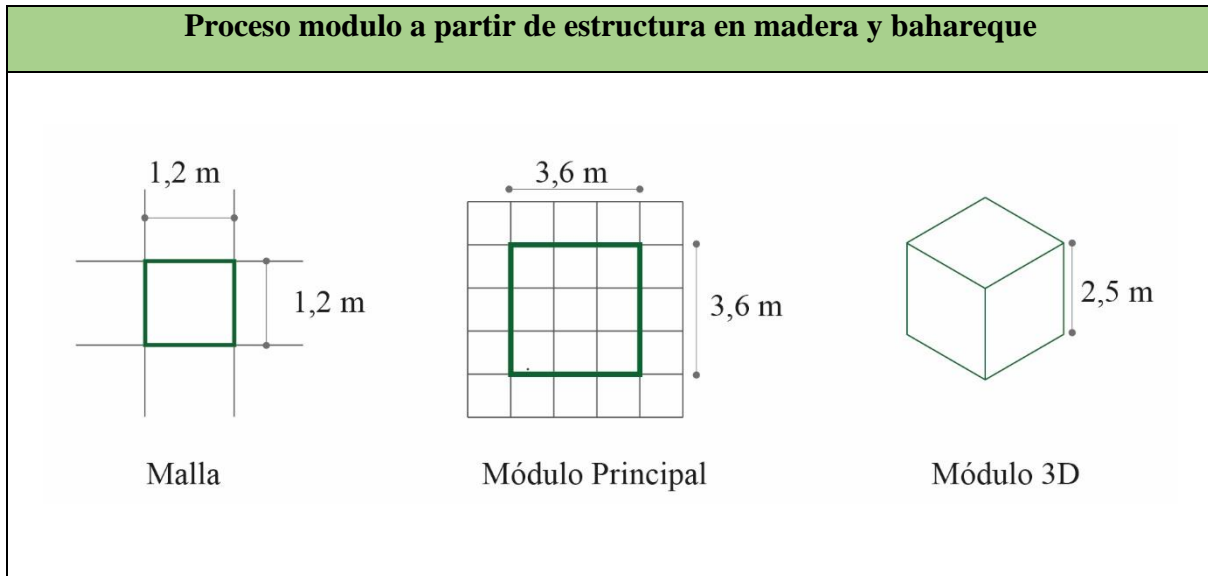 Proceso modulo a partir de estructura en madera y bahareque
1,2 m
1,2 m
Malla
3,6 m
3,6 m
Módulo Principal
2,5 m
Módulo 3D